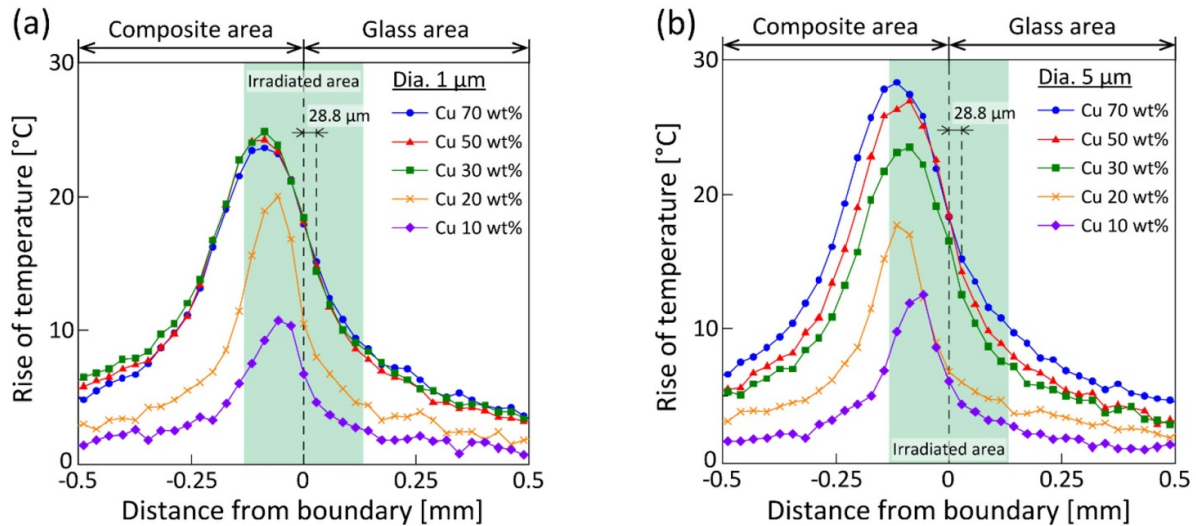 (a)
Composite area
Glass area
30
20
10
0
Rise of temperature [°C]
Irradiated area
28.8 µm
Dia. 1 µm
Cu 70 wt%
Cu 50 wt%
Cu 30 wt%
Cu 20 wt%
Cu 10 wt%
-0.5
-0.25
0
0.25
0.5
Distance from boundary [mm]
(b)
Composite area
Glass area
30
20
10
0
Rise of temperature [°C]
28.8 µm
Dia. 5 µm
Cu 70 wt%
Cu 50 wt%
Cu 30 wt%
Cu 20 wt%
Cu 10 wt%
Irradiated area
-0.5
-0.25
0
0.25
0.5
Distance from boundary [mm]